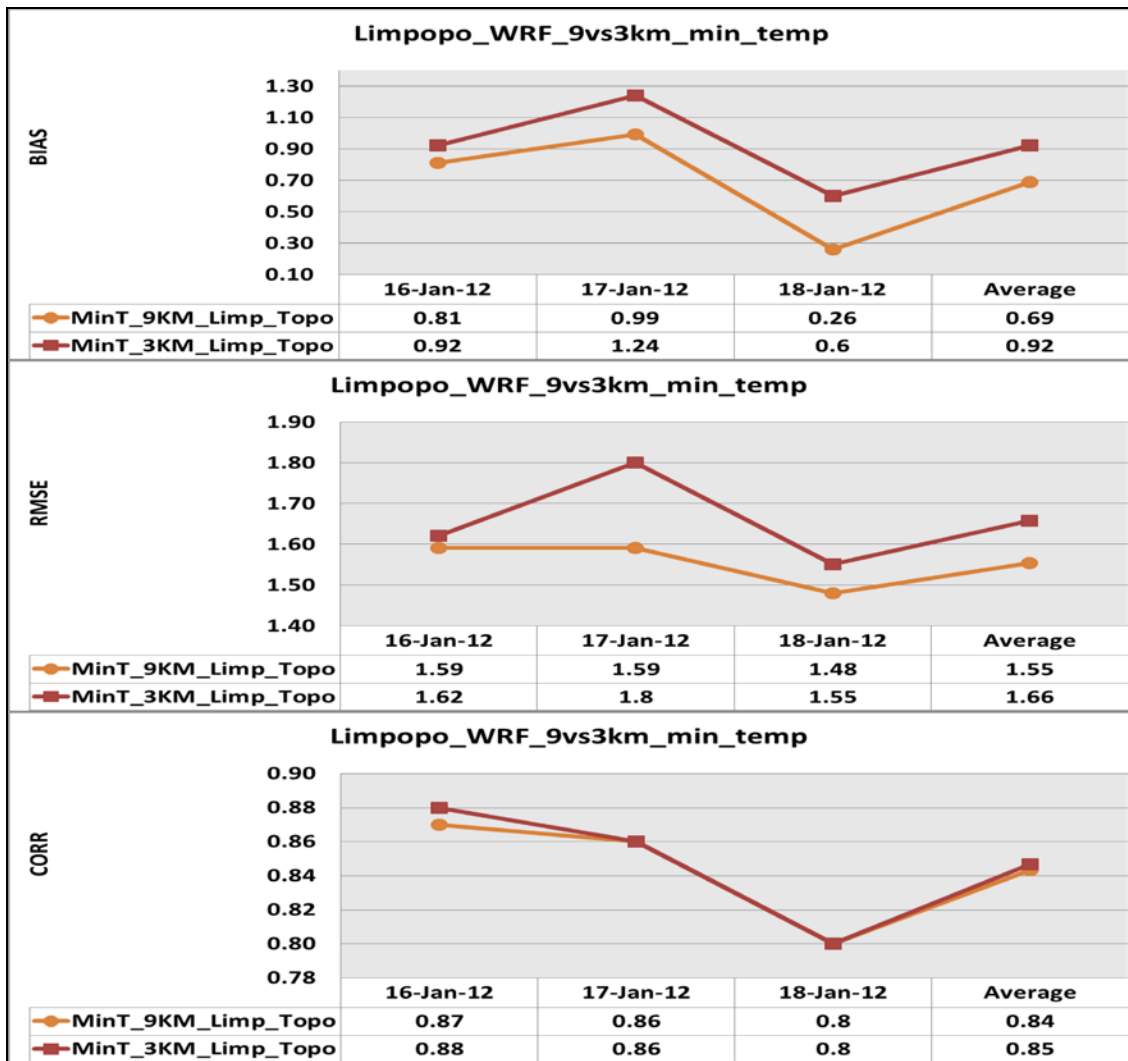 Limpopo_WRF_9vs3km_min_temp
BIAS
1.30
1.10
0.90
0.70
0.50
0.30
0.10
16-Jan-12 17-Jan-12 18-Jan-12 Average
MinT_9KM_Limp_Topo 0.81 0.99 0.26 0.69
MinT_3KM_Limp_Topo 0.92 1.24 0.6 0.92
Limpopo_WRF_9vs3km_min_temp
RMSE
1.90
1.80
1.70
1.60
1.50
1.40
16-Jan-12 17-Jan-12 18-Jan-12 Average
MinT_9KM_Limp_Topo 1.59 1.59 1.48 1.55
MinT_3KM_Limp_Topo 1.62 1.8 1.55 1.66
Limpopo_WRF_9vs3km_min_temp
CORR
0.90
0.88
0.86
0.84
0.82
0.80
0.78
16-Jan-12 17-Jan-12 18-Jan-12 Average
MinT_9KM_Limp_Topo 0.87 0.86 0.8 0.84
MinT_3KM_Limp_Topo 0.88 0.86 0.8 0.85